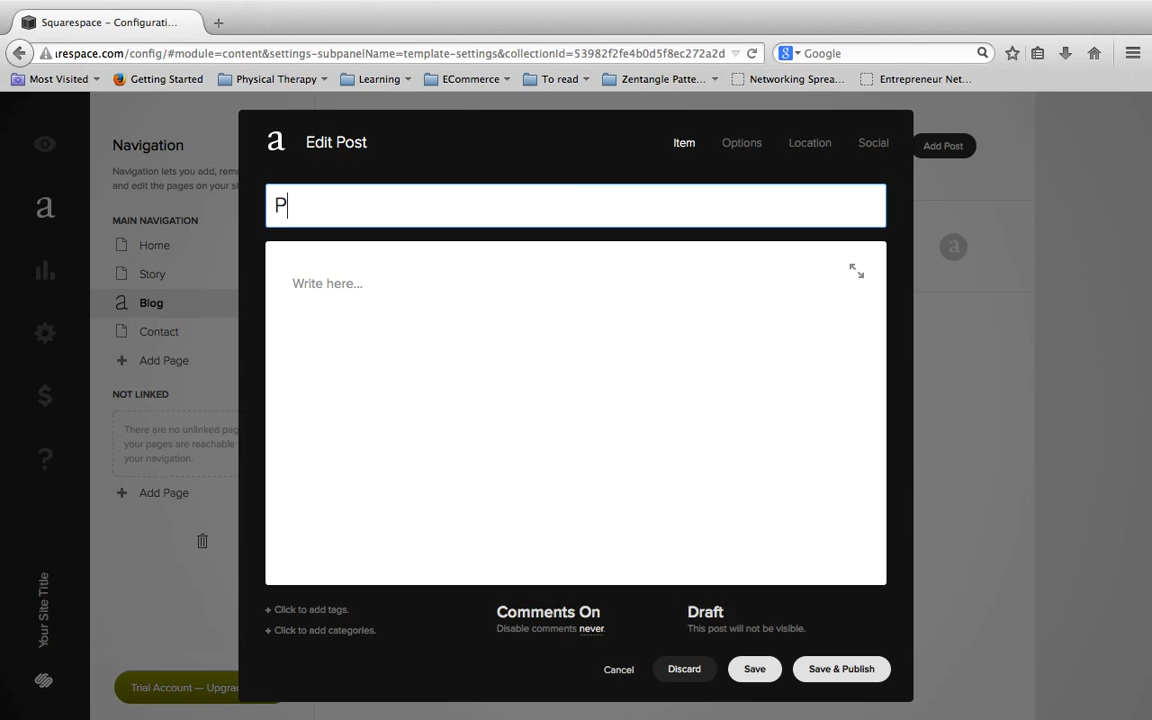 Squarespace – Configurati...
irespace.com/config/#module=content&settings-subpanelName=template-settings&collectionId=53982f2fe4b0d5f8ec272a2d
Google
Most Visited
Getting Started
Physical Therapy
Learning
ECommerce
To read
Zentangle Patte...
Networking Sprea...
Entrepreneur Net...
Navigation
Navigation lets you add, remo
and edit the pages on your si
MAIN NAVIGATION
Home
Story
Blog
Contact
Add Page
NOT LINKED
There are no unlinked pag
your pages are reachable
your navigation.
Add Page
Your Site Title
Trial Account — Upgra
a Edit Post
Item
Options
Location
Social
Add Post
P
Write here...
+ Click to add tags.
+ Click to add categories.
Comments On
Disable comments never.
Draft
This post will not be visible.
Cancel
Discard
Save
Save & Publish